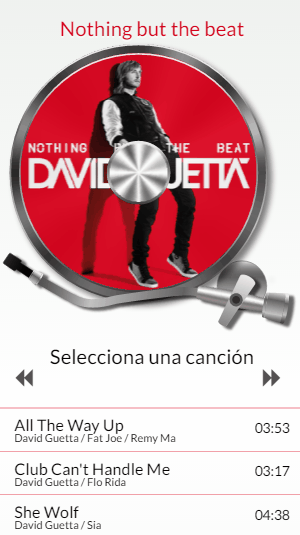 Nothing but the beat
NOTHING THE BEAT
DAVID GUETTA
Selecciona una canción
All The Way Up
03:53
David Guetta / Fat Joe / Remy Ma
Club Can't Handle Me
03:17
David Guetta / Flo Rida
She Wolf
04:38
David Guetta / Sia